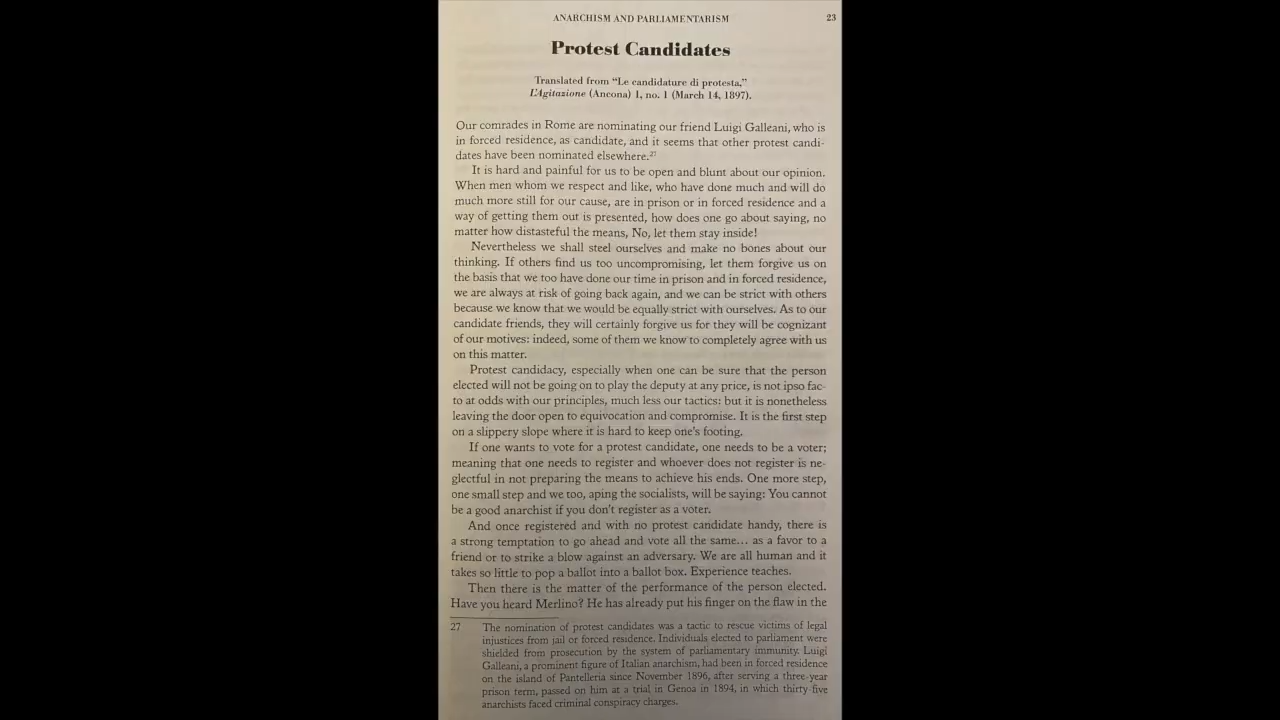 ANARCHISM AND PARLIAMENTARISM 23
Protest Candidates
Translated from “Le candidature di protesta,”
L’Agitazione (Ancona) 1, no. 1 (March 14, 1897).
Our comrades in Rome are nominating our friend Luigi Galleani, who is
in forced residence, as candidate, and it seems that other protest candi-
dates have been nominated elsewhere.27
It is hard and painful for us to be open and blunt about our opinion.
When men whom we respect and like, who have done much and will do
much more still for our cause, are in prison or in forced residence and a
way of getting them out is presented, how does one go about saying, no
matter how distasteful the means, No, let them stay inside!
Nevertheless we shall steel ourselves and make no bones about our
thinking. If others find us too uncompromising, let them forgive us on
the basis that we too have done our time in prison and in forced residence,
we are always at risk of going back again, and we can be strict with others
because we know that we would be equally strict with ourselves. As to our
candidate friends, they will certainly forgive us for they will be cognizant
of our motives: indeed, some of them we know to completely agree with us
on this matter.
Protest candidacy, especially when one can be sure that the person
elected will not be going on to play the deputy at any price, is not ipso fac-
to at odds with our principles, much less our tactics: but it is nonetheless
leaving the door open to equivocation and compromise. It is the first step
on a slippery slope where it is hard to keep one’s footing.
If one wants to vote for a protest candidate, one needs to be a voter;
meaning that one needs to register and whoever does not register is ne-
glectful in not preparing the means to achieve his ends. One more step,
one small step and we too, aping the socialists, will be saying: You cannot
be a good anarchist if you don’t register as a voter.
And once registered and with no protest candidate handy, there is
a strong temptation to go ahead and vote all the same… as a favor to a
friend or to strike a blow against an adversary. We are all human and it
takes so little to pop a ballot into a ballot box. Experience teaches.
Then there is the matter of the performance of the person elected.
Have you heard Merlino? He has already put his finger on the flaw in the
27 The nomination of protest candidates was a tactic to rescue victims of legal
injustices from jail or forced residence. Individuals elected to parliament were
shielded from prosecution by the system of parliamentary immunity. Luigi
Galleani, a prominent figure of Italian anarchism, had been in forced residence
on the island of Pantelleria since November 1896, after serving a three-year
prison term, passed on him at a trial in Genoa in 1894, in which thirty-five
anarchists faced criminal conspiracy charges.